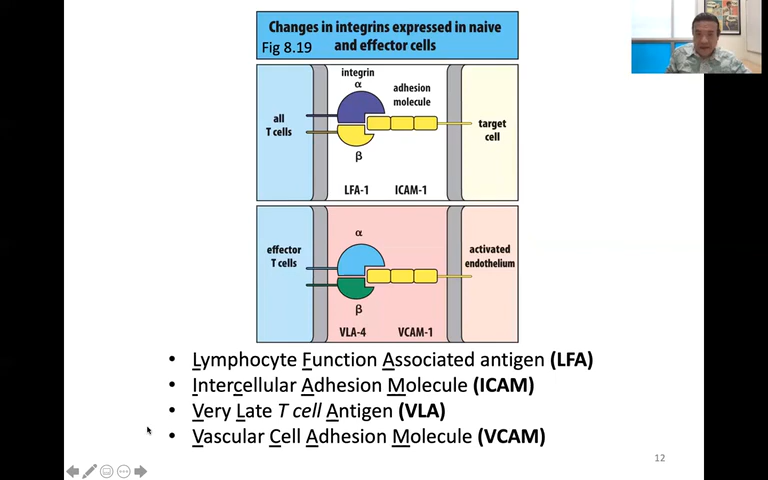 Changes in integrins expressed in naive
Fig 8.19 and effector cells
integrin
α
adhesion
molecule
all
T cells
target
cell
β
LFA-1 ICAM-1
α
effector
T cells
activated
endothelium
β
VLA-4 VCAM-1
• Lymphocyte Function Associated antigen (LFA)
• Intercellular Adhesion Molecule (ICAM)
• Very Late T cell Antigen (VLA)
• Vascular Cell Adhesion Molecule (VCAM)
12